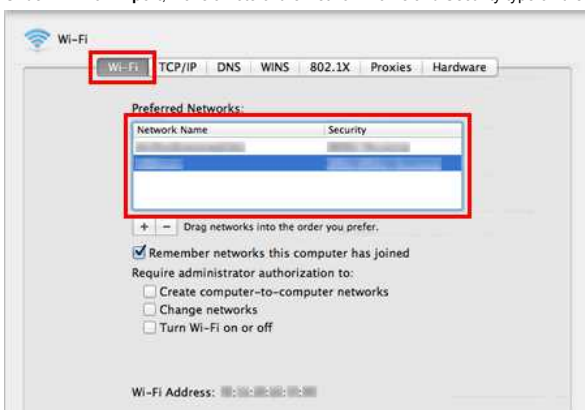 Wi-Fi
Wi-Fi TCP/IP DNS WINS 802.1X Proxies Hardware
Preferred Networks:
Network Name Security
+ − Drag networks into the order you prefer.
Remember networks this computer has joined
Require administrator authorization to:
Create computer-to-computer networks
Change networks
Turn Wi-Fi on or off
Wi-Fi Address: